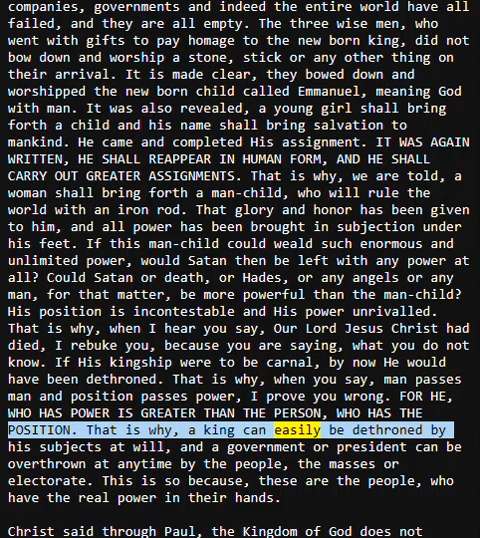 companies, governments and indeed the entire world have all
failed, and they are all empty. The three wise men, who
went with gifts to pay homage to the new born king, did not
bow down and worship a stone, stick or any other thing on
their arrival. It is made clear, they bowed down and
worshipped the new born child called Emmanuel, meaning God
with man. It was also revealed, a young girl shall bring
forth a child and his name shall bring salvation to
mankind. He came and completed His assignment. IT WAS AGAIN
WRITTEN, HE SHALL REAPPEAR IN HUMAN FORM, AND HE SHALL
CARRY OUT GREATER ASSIGNMENTS. That is why, we are told, a
woman shall bring forth a man-child, who will rule the
world with an iron rod. That glory and honor has been given
to him, and all power has been brought in subjection under
his feet. If this man-child could weald such enormous and
unlimited power, would Satan then be left with any power at
all? Could Satan or death, or Hades, or any angels or any
man, for that matter, be more powerful than the man-child?
His position is incontestable and His power unrivalled.
That is why, when I hear you say, Our Lord Jesus Christ had
died, I rebuke you, because you are saying, what you do not
know. If His kingship were to be carnal, by now He would
have been dethroned. That is why, when you say, man passes
man and position passes power, I prove you wrong. FOR HE,
WHO HAS POWER IS GREATER THAN THE PERSON, WHO HAS THE
POSITION. That is why, a king can easily be dethroned by
his subjects at will, and a government or president can be
overthrown at anytime by the people, the masses or
electorate. This is so because, these are the people, who
have the real power in their hands.
Christ said through Paul, the Kingdom of God does not